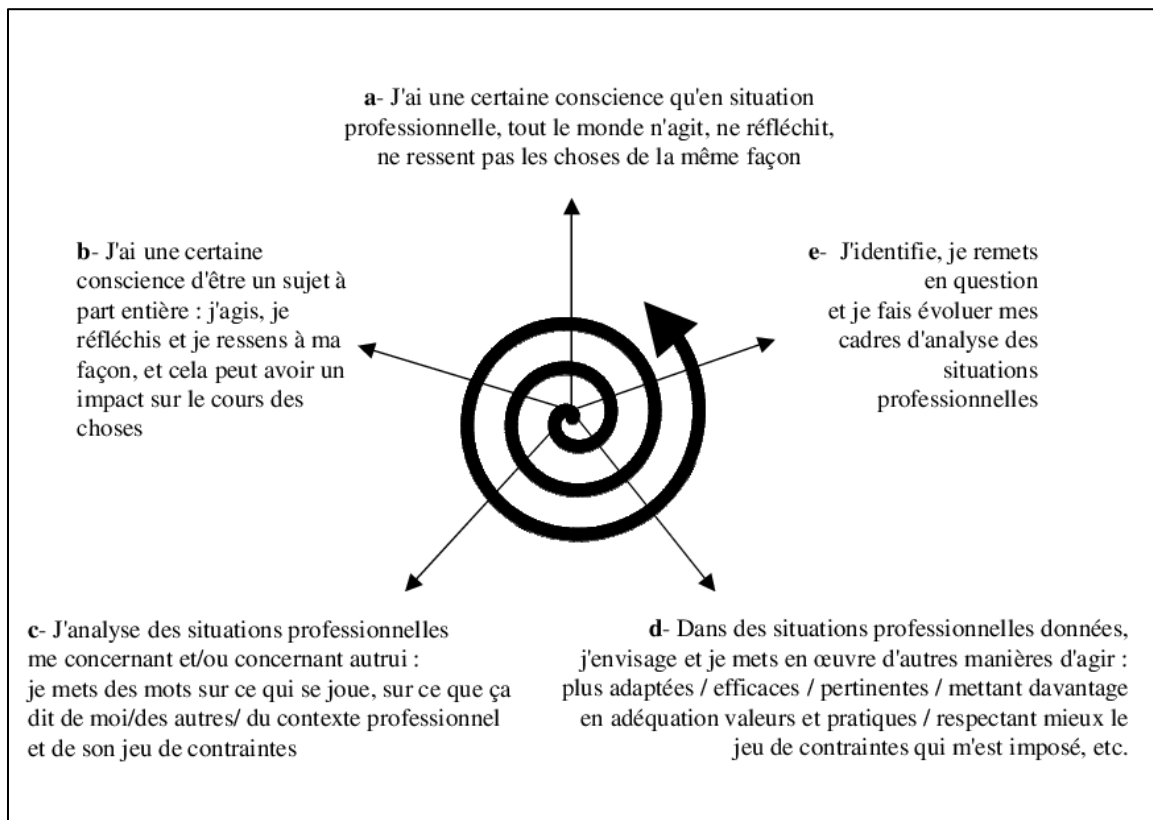 a- J'ai une certaine conscience qu'en situation
professionnelle, tout le monde n'agit, ne réfléchit,
ne ressent pas les choses de la même façon
b- J'ai une certaine
conscience d'être un sujet à
part entière : j'agis, je
réfléchis et je ressens à ma
façon, et cela peut avoir un
impact sur le cours des
choses
e- J'identifie, je remets
en question
et je fais évoluer mes
cadres d'analyse des
situations
professionnelles
c- J'analyse des situations professionnelles
me concernant et/ou concernant autrui :
je mets des mots sur ce qui se joue, sur ce que ça
dit de moi/des autres/ du contexte professionnel
et de son jeu de contraintes
d- Dans des situations professionnelles données,
j'envisage et je mets en œuvre d'autres manières d'agir :
plus adaptées / efficaces / pertinentes / mettant davantage
en adéquation valeurs et pratiques / respectant mieux le
jeu de contraintes qui m'est imposé, etc.